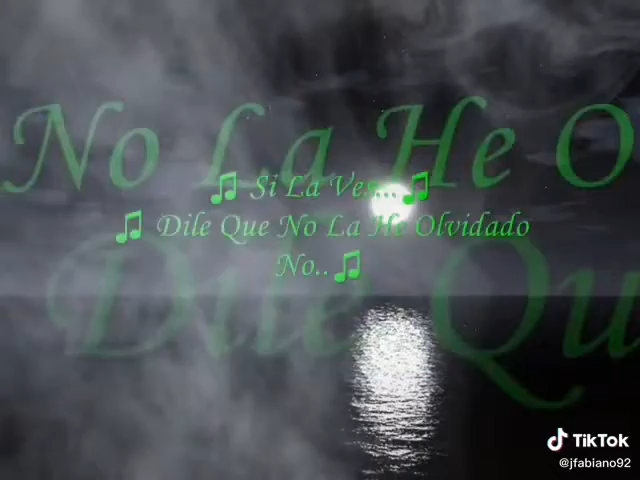 No La He O
♫ Si La Ves... ♫
♫ Dile Que No La He Olvidado
No.. ♫
Dile Qu
TikTok
@jfabiano92